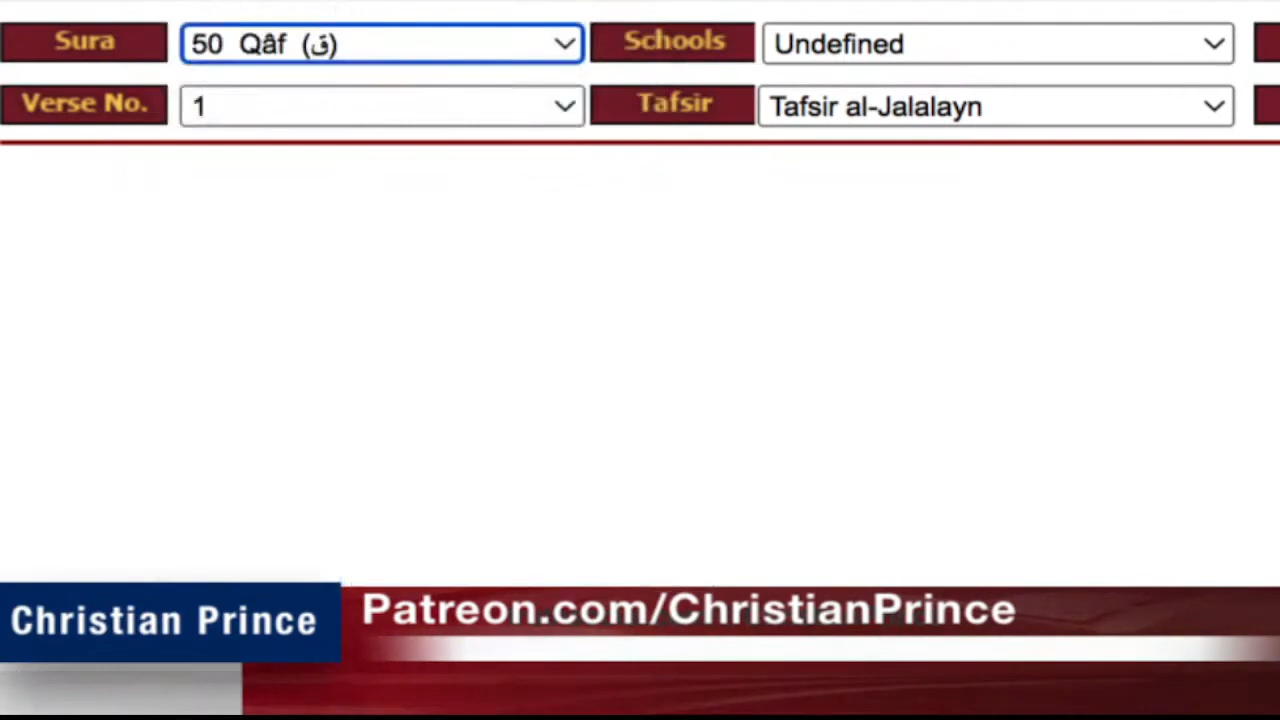 Sura 50 Qâf (ق) Schools Undefined
Verse No. 1 Tafsir Tafsir al-Jalalayn
Christian Prince Patreon.com/ChristianPrince